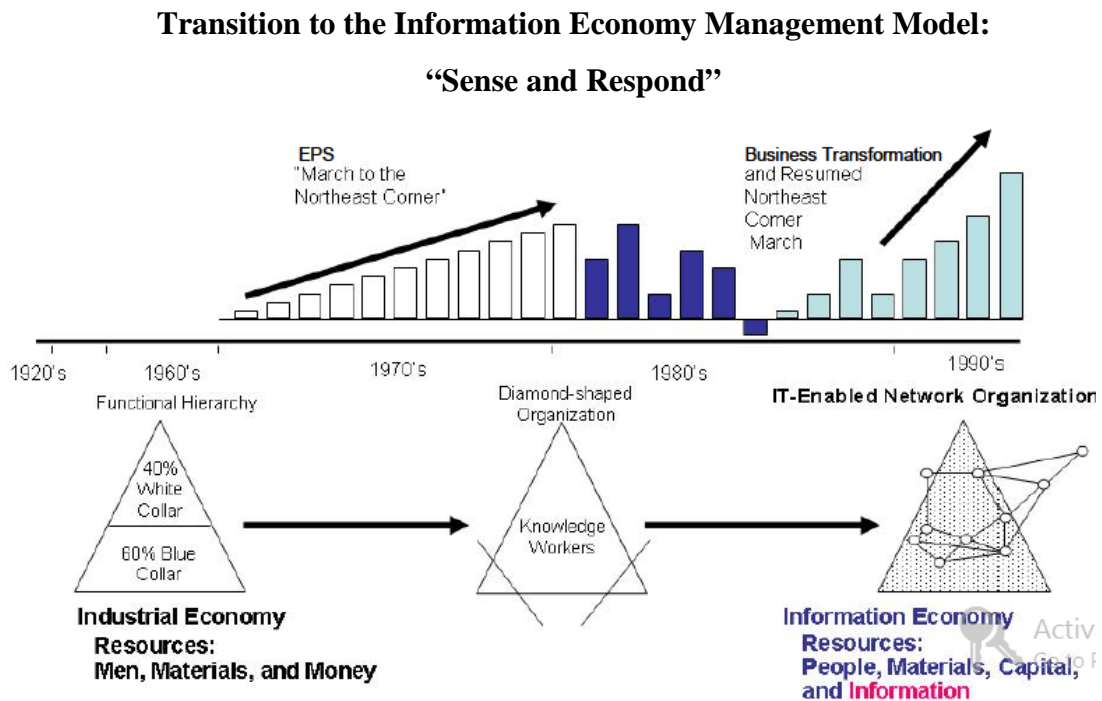 Transition to the Information Economy Management Model:
“Sense and Respond”
EPS
"March to the
Northeast Corner"
Business Transformation
and Resumed
Northeast
Corner
March
1920's
1960's
1970's
1980's
1990's
Functional Hierarchy
Diamond-shaped
Organization
IT-Enabled Network Organization
40%
White
Collar
60% Blue
Collar
Knowledge
Workers
Industrial Economy
Resources:
Men, Materials, and Money
Information Economy
Resources:
People, Materials, Capital,
and Information
Activ
Go to P